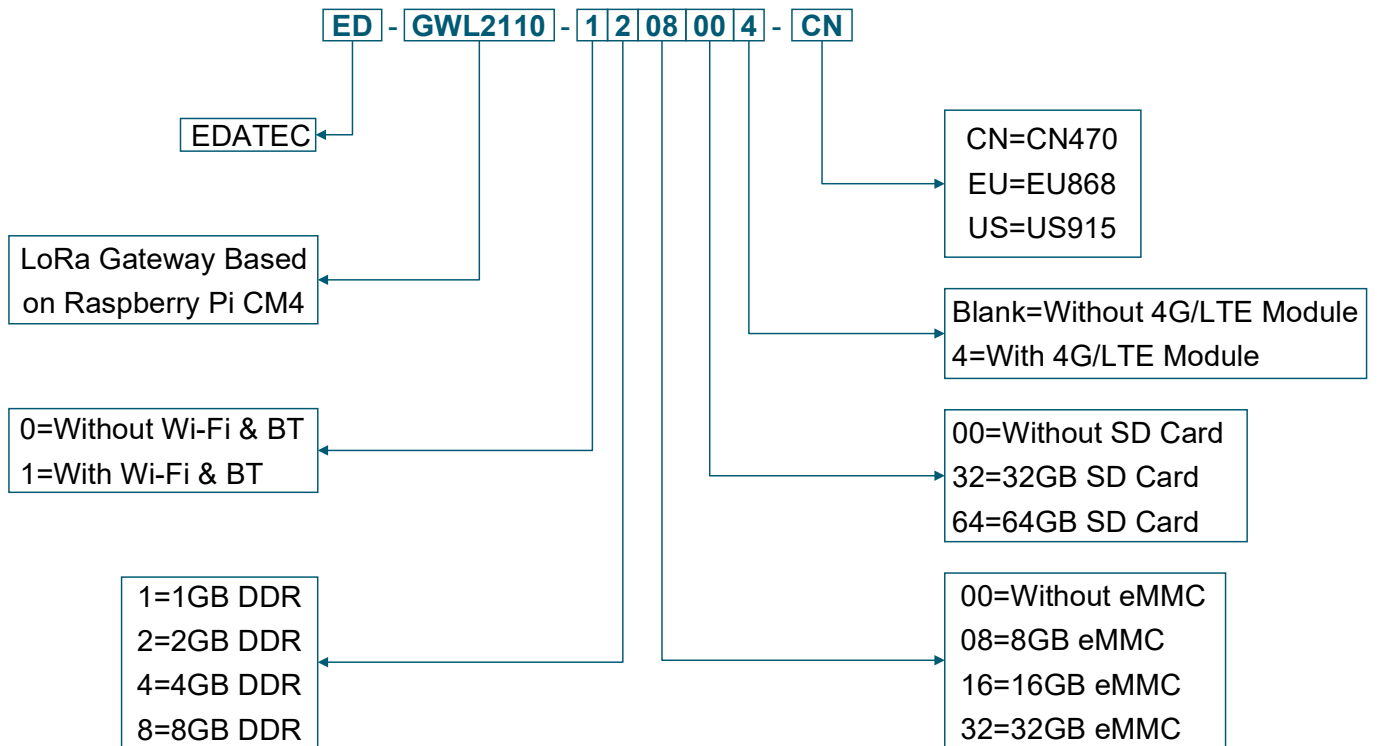 ED - GWL2110 - 1 2 08 00 4 - CN
EDATEC
CN=CN470
EU=EU868
US=US915
LoRa Gateway Based
on Raspberry Pi CM4
Blank=Without 4G/LTE Module
4=With 4G/LTE Module
0=Without Wi-Fi & BT
1=With Wi-Fi & BT
00=Without SD Card
32=32GB SD Card
64=64GB SD Card
1=1GB DDR
2=2GB DDR
4=4GB DDR
8=8GB DDR
00=Without eMMC
08=8GB eMMC
16=16GB eMMC
32=32GB eMMC